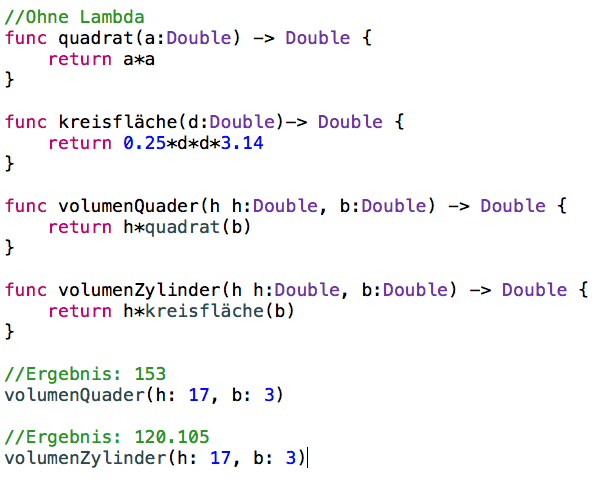 //Ohne Lambda
func quadrat(a:Double) -> Double {
    return a*a
}
func kreisfläche(d:Double)-> Double {
    return 0.25*d*d*3.14
}
func volumenQuader(h h:Double, b:Double) -> Double {
    return h*quadrat(b)
}
func volumenZylinder(h h:Double, b:Double) -> Double {
    return h*kreisfläche(b)
}
//Ergebnis: 153
volumenQuader(h: 17, b: 3)
//Ergebnis: 120.105
volumenZylinder(h: 17, b: 3)